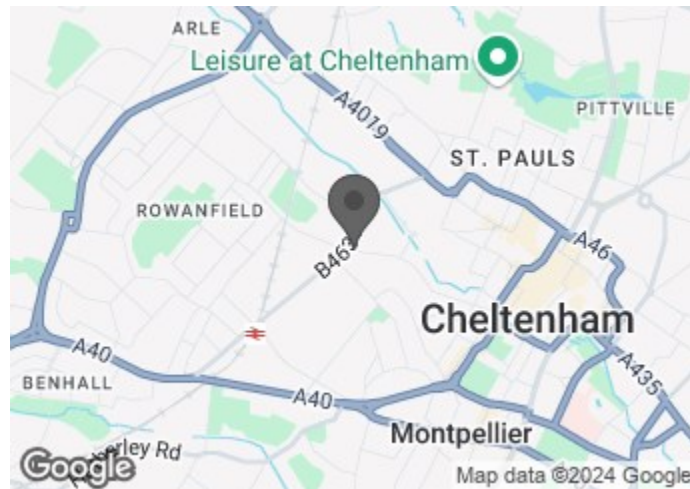 ARLE
Leisure at Cheltenham
A4019
PITTVILLE
ST. PAULS
ROWANFIELD
B463
A46
Cheltenham
A40
A435
BENHALL
A40
Montpellier
Rd
Google
Map data ©2024 Google